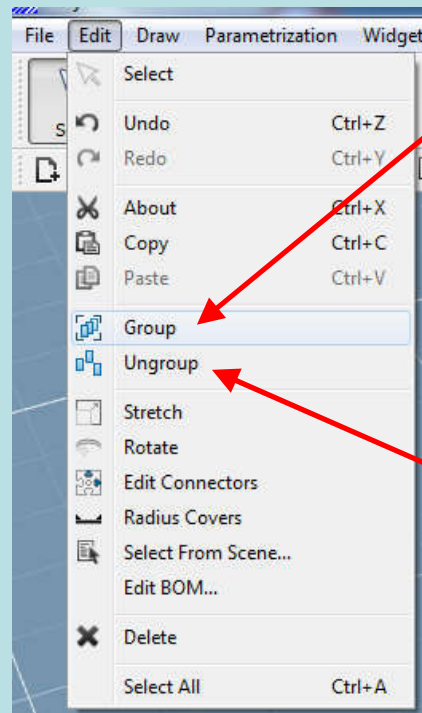 File Edit Draw Parametrization Widget
Select
S
Undo Ctrl+Z
Redo Ctrl+Y
About Ctrl+X
Copy Ctrl+C
Paste Ctrl+V
Group
Ungroup
Stretch
Rotate
Edit Connectors
Radius Covers
Select From Scene...
Edit BOM...
Delete
Select All Ctrl+A